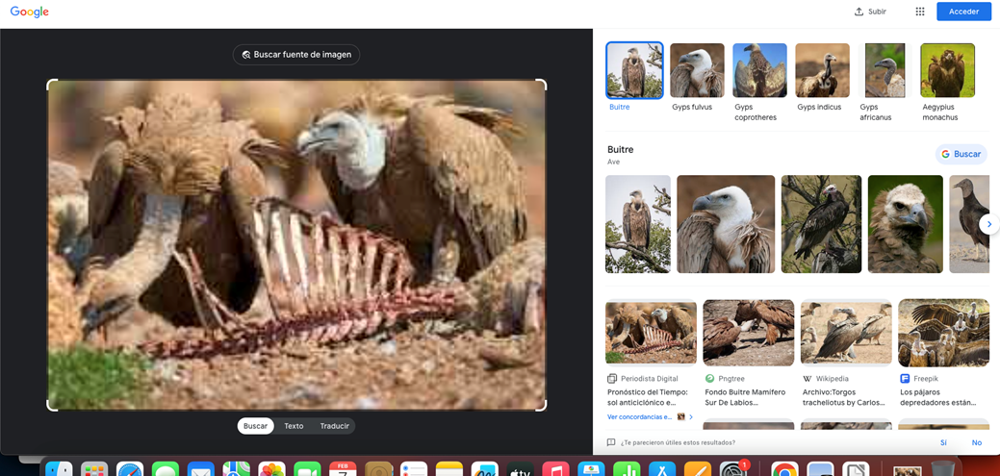 Google
Subir
Acceder
Buscar fuente de imagen
Buitre
Gyps fulvus
Gyps
coprotheres
Gyps indicus
Gyps
africanus
Aegypius
monachus
Buitre
Ave
Buscar
Periodista Digital
Pronóstico del Tiempo:
sol anticiclónico e...
Ver concordancias e...
Pngtree
Fondo Buitre Mamífero
Sur De Labios...
W Wikipedia
Archivo:Torgos
tracheliotus by Carlos...
Freepik
Los pájaros
depredadores están...
Buscar
Texto
Traducir
¿Te parecieron útiles estos resultados?
Sí
No
FEB
7
tv
1